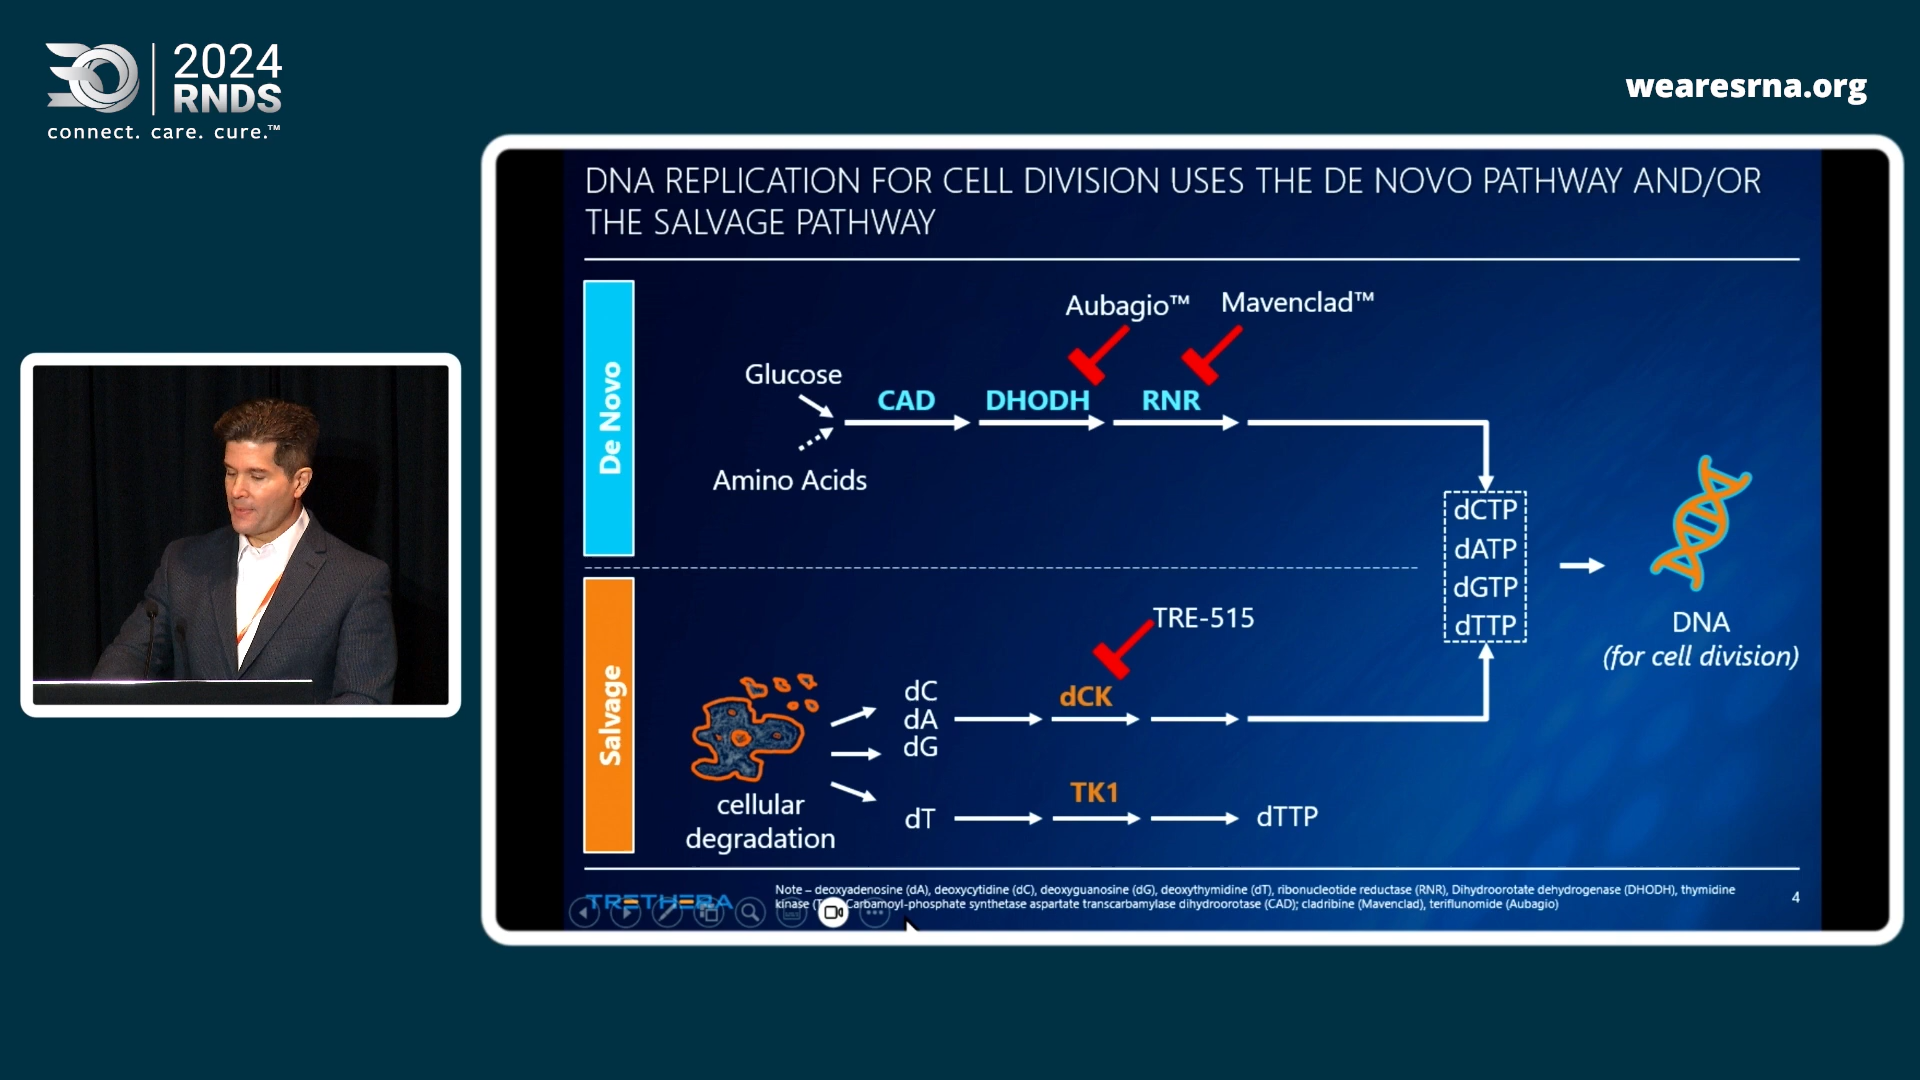 2024
RNDS
connect. care. cure.™
wearesrna.org
DNA REPLICATION FOR CELL DIVISION USES THE DE NOVO PATHWAY AND/OR
THE SALVAGE PATHWAY
De Novo
Aubagio™
Mavenclad™
Glucose
CAD
DHODH
RNR
Amino Acids
dCTP
dATP
dGTP
dTTP
DNA
(for cell division)
Salvage
TRE-515
cellular
degradation
dC
dA
dG
dCK
dT
TK1
dTTP
TRETHERA
Note – deoxyadenosine (dA), deoxycytidine (dC), deoxyguanosine (dG), deoxythymidine (dT), ribonucleotide reductase (RNR), Dihydroorotate dehydrogenase (DHODH), thymidine
kinase Carbamoyl-phosphate synthetase aspartate transcarbamylase dihydroorotase (CAD); cladribine (Mavenclad), teriflunomide (Aubagio)
4